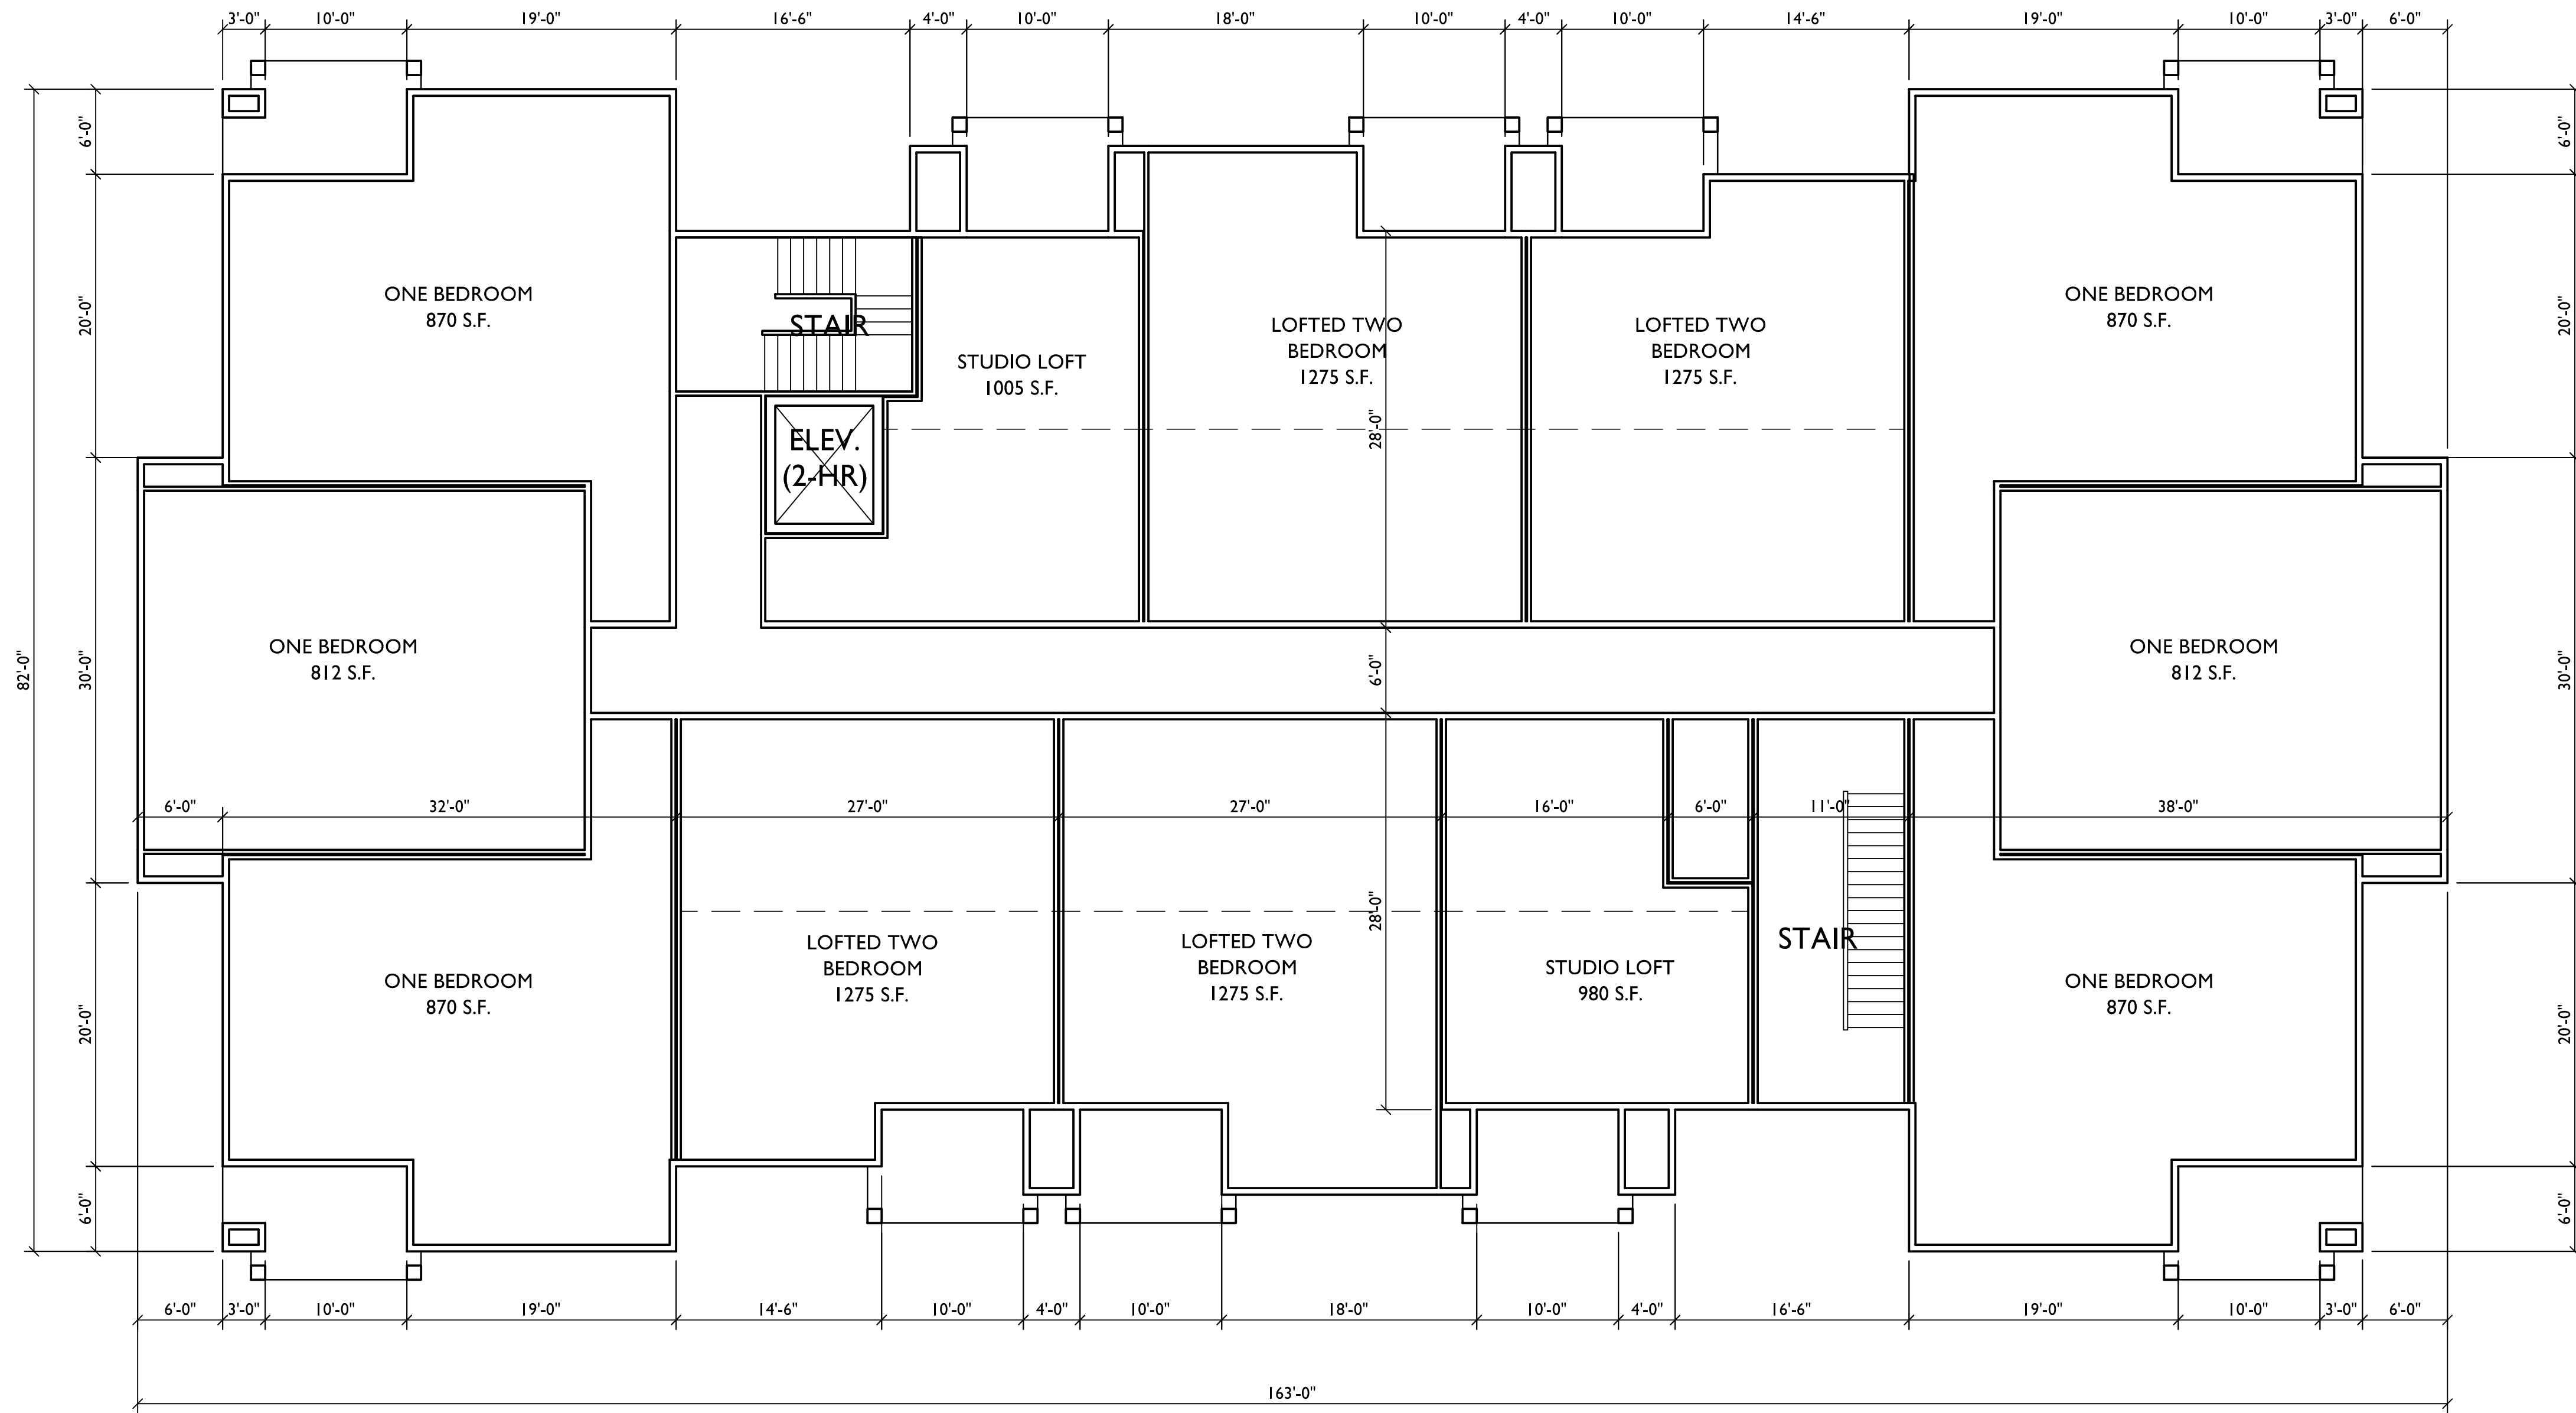 3'-0" 10'-0" 19'-0" 16'-6" 4'-0" 10'-0" 18'-0" 10'-0" 4'-0" 10'-0" 14'-6" 19'-0" 10'-0" 3'-0" 6'-0"
6'-0" 6'-0"
ONE BEDROOM
870 S.F.
ONE BEDROOM
870 S.F.
20'-0" 20'-0"
STAIR
LOFTED TWO
BEDROOM
1275 S.F.
LOFTED TWO
BEDROOM
1275 S.F.
STUDIO LOFT
1005 S.F.
28'-0"
ELEV.
(2-HR)
ONE BEDROOM
812 S.F.
ONE BEDROOM
812 S.F.
82'-0" 30'-0" 6'-0" 30'-0"
6'-0" 32'-0" 27'-0" 27'-0" 16'-0" 6'-0" 11'-0" 38'-0"
28'-0"
STAIR
LOFTED TWO
BEDROOM
1275 S.F.
LOFTED TWO
BEDROOM
1275 S.F.
STUDIO LOFT
980 S.F.
ONE BEDROOM
870 S.F.
ONE BEDROOM
870 S.F.
20'-0" 20'-0"
6'-0" 6'-0"
6'-0" 3'-0" 10'-0" 19'-0" 14'-6" 10'-0" 4'-0" 10'-0" 18'-0" 10'-0" 4'-0" 16'-6" 19'-0" 10'-0" 3'-0" 6'-0"
163'-0"